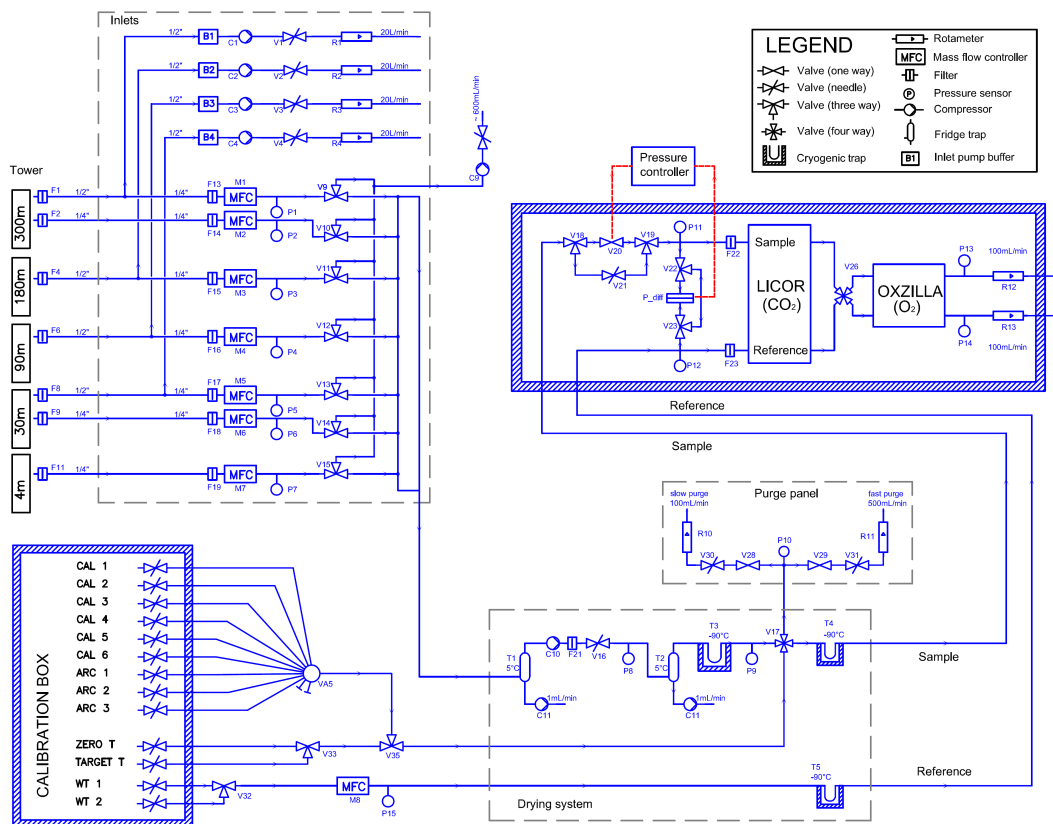 Inlets
1/2" B1 C1 V1 R1 20L/min
1/2" B2 C2 V2 R2 20L/min
1/2" B3 C3 V3 R3 20L/min
1/2" B4 C4 V4 R4 20L/min
~ 600mL/min
C9
LEGEND
Valve (one way)
Valve (needle)
Valve (three way)
Valve (four way)
Cryogenic trap
Rotameter
MFC Mass flow controller
Filter
P Pressure sensor
Compressor
Fridge trap
B1 Inlet pump buffer
Tower
300m
F1 1/2" 1/4" F13 M1 MFC P1 V9
F2 1/4" 1/4" F14 MFC M2 P2 V10
180m
F4 1/2" 1/4" F15 MFC M3 P3 V11
90m
F6 1/2" 1/4" F16 MFC M4 P4 V12
30m
F8 1/2" 1/4" F17 M5 MFC P5 V13
F9 1/4" 1/4" F18 MFC M6 P6 V14
4m
F11 1/4" F19 MFC M7 P7 V15
Pressure
controller
V18
V20
V19
V21
P11
V22
P_diff
V23
P12
F22
F23
Sample
LICOR
(CO2)
Reference
V26
OXZILLA
(O2)
P13
100mL/min
R12
R13
P14
100mL/min
Reference
Sample
Purge panel
slow purge
100mL/min
fast purge
500mL/min
R10
R11
P10
V30
V28
V29
V31
CALIBRATION BOX
CAL 1
CAL 2
CAL 3
CAL 4
CAL 5
CAL 6
ARC 1
ARC 2
ARC 3
ZERO T
TARGET T
WT 1
WT 2
VA5
V33
V35
V32
MFC
M8
P15
T1
5°C
C10
F21
V16
P8
C11
1mL/min
T2
5°C
C11
1mL/min
T3
-90°C
P9
V17
T4
-90°C
Sample
T5
-90°C
Reference
Drying system